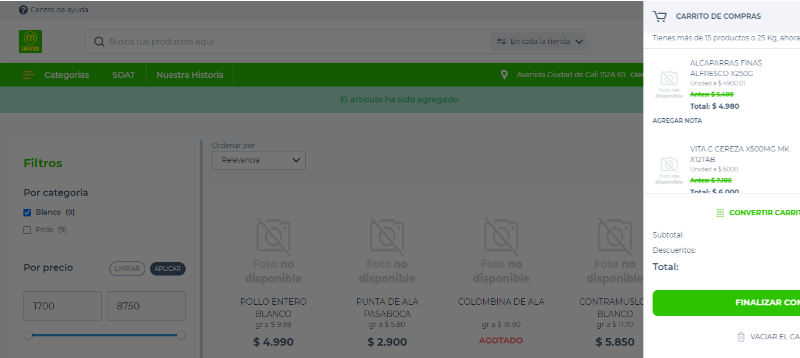 Centro de ayuda
m
Busca tus productos aquí
En toda la tienda
Categorías
SOAT
Nuestra Historia
Avenida Ciudad de Cali 152A 65
El artículo ha sido agregado.
Filtros
Por categoría
Blanco (9)
Pollo (9)
Por precio
LIMPIAR
APLICAR
1700
8750
Ordenar por
Relevancia
Foto no
disponible
POLLO ENTERO
BLANCO
gr a $ 9.98
$ 4.990
Foto no
disponible
PUNTA DE ALA
PASABOCA
gr a $ 5.80
$ 2.900
Foto no
disponible
COLOMBINA DE ALA
gr a $ 16.90
AGOTADO
Foto no
disponible
CONTRAMUSLO
BLANCO
gr a $ 11.70
$ 5.850
CARRITO DE COMPRAS
Tienes más de 15 productos o 25 Kg, ahora
Foto no
disponible
ALCAPARRAS FINAS
ALFRESCO X250G
Unidad a $ 4900.01
Antes: $ 5.400
Total: $ 4.980
AGREGAR NOTA
Foto no
disponible
VITA C CEREZA X500MG MK
X12TAB
Unidad a $ 6000
Antes: $ 7.100
Total: $ 6.000
CONVERTIR CARRIT
Subtotal:
Descuentos:
Total:
FINALIZAR CO
VACIAR EL CA